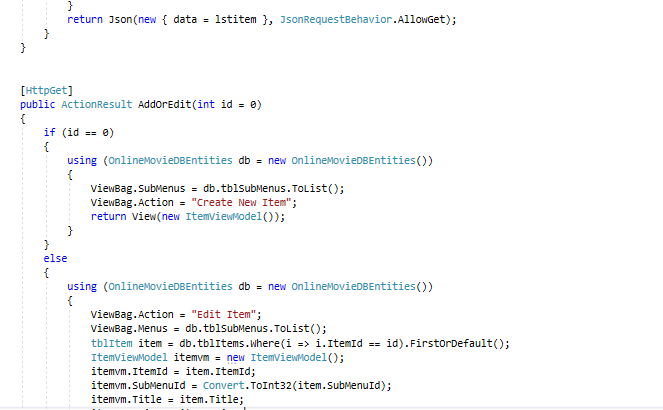 }
return Json(new { data = lstitem }, JsonRequestBehavior.AllowGet);
}
}
[HttpGet]
public ActionResult AddOrEdit(int id = 0)
{
if (id == 0)
{
using (OnlineMovieDBEntities db = new OnlineMovieDBEntities())
{
ViewBag.SubMenus = db.tblSubMenus.ToList();
ViewBag.Action = "Create New Item";
return View(new ItemViewModel());
}
}
else
{
using (OnlineMovieDBEntities db = new OnlineMovieDBEntities())
{
ViewBag.Action = "Edit Item";
ViewBag.Menus = db.tblSubMenus.ToList();
tblItem item = db.tblItems.Where(i => i.ItemId == id).FirstOrDefault();
ItemViewModel itemvm = new ItemViewModel();
itemvm.ItemId = item.ItemId;
itemvm.SubMenuId = Convert.ToInt32(item.SubMenuId);
itemvm.Title = item.Title;